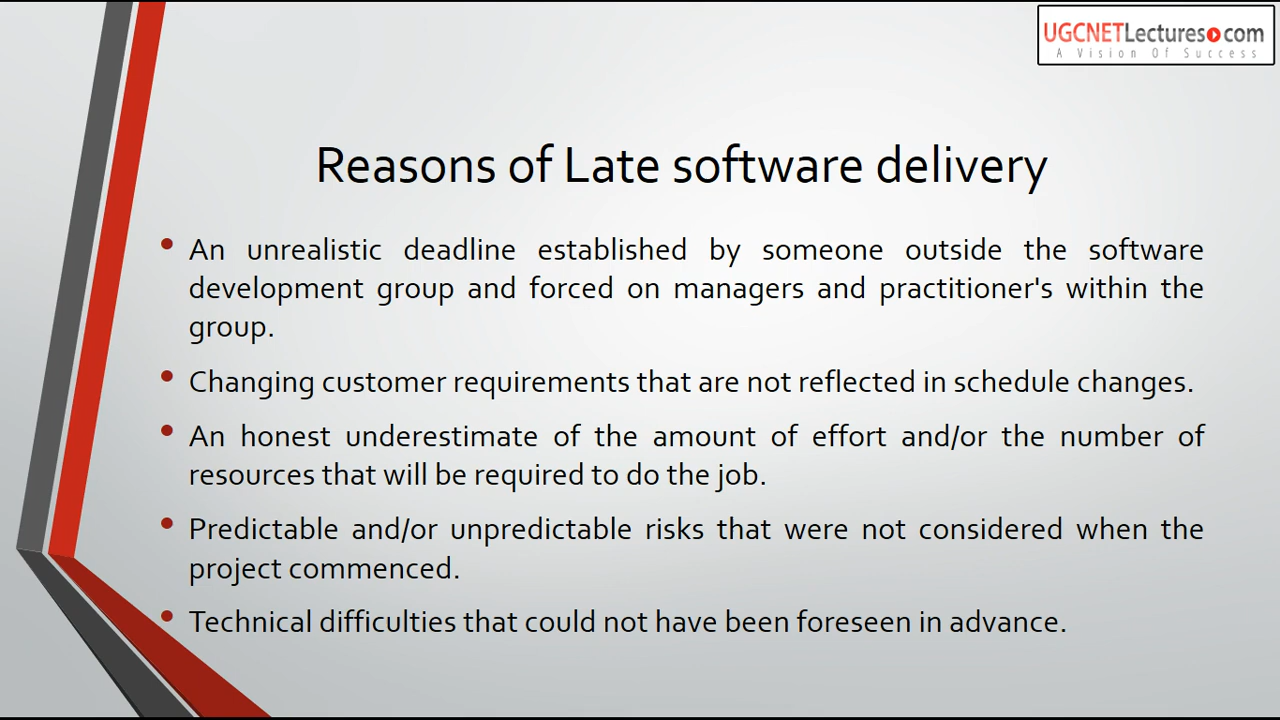 UGCNETLectures.com
A Vision Of Success
Reasons of Late software delivery
• An unrealistic deadline established by someone outside the software
development group and forced on managers and practitioner's within the
group.
• Changing customer requirements that are not reflected in schedule changes.
• An honest underestimate of the amount of effort and/or the number of
resources that will be required to do the job.
• Predictable and/or unpredictable risks that were not considered when the
project commenced.
• Technical difficulties that could not have been foreseen in advance.